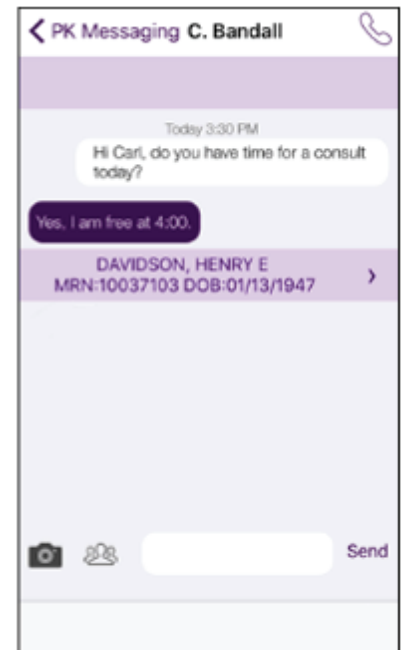 PK Messaging C. Bandall
Today 3:30 PM
Hi Carl, do you have time for a consult
today?
Yes, I am free at 4:00.
DAVIDSON, HENRY E
MRN:10037103 DOB:01/13/1947
Send